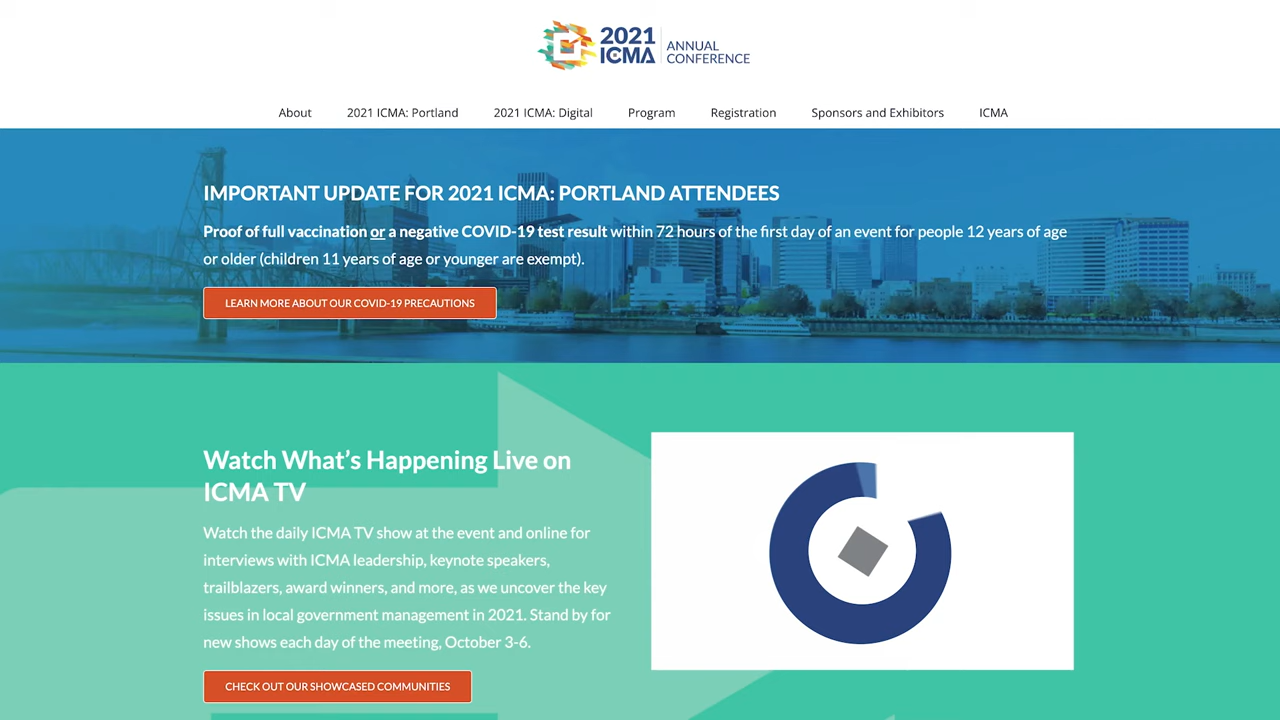 2021
ICMA
ANNUAL
CONFERENCE
About
2021 ICMA: Portland
2021 ICMA: Digital
Program
Registration
Sponsors and Exhibitors
ICMA
IMPORTANT UPDATE FOR 2021 ICMA: PORTLAND ATTENDEES
Proof of full vaccination or a negative COVID-19 test result within 72 hours of the first day of an event for people 12 years of age
or older (children 11 years of age or younger are exempt).
LEARN MORE ABOUT OUR COVID-19 PRECAUTIONS
Watch What's Happening Live on
ICMA TV
Watch the daily ICMA TV show at the event and online for
interviews with ICMA leadership, keynote speakers,
trailblazers, award winners, and more, as we uncover the key
issues in local government management in 2021. Stand by for
new shows each day of the meeting, October 3-6.
CHECK OUT OUR SHOWCASED COMMUNITIES